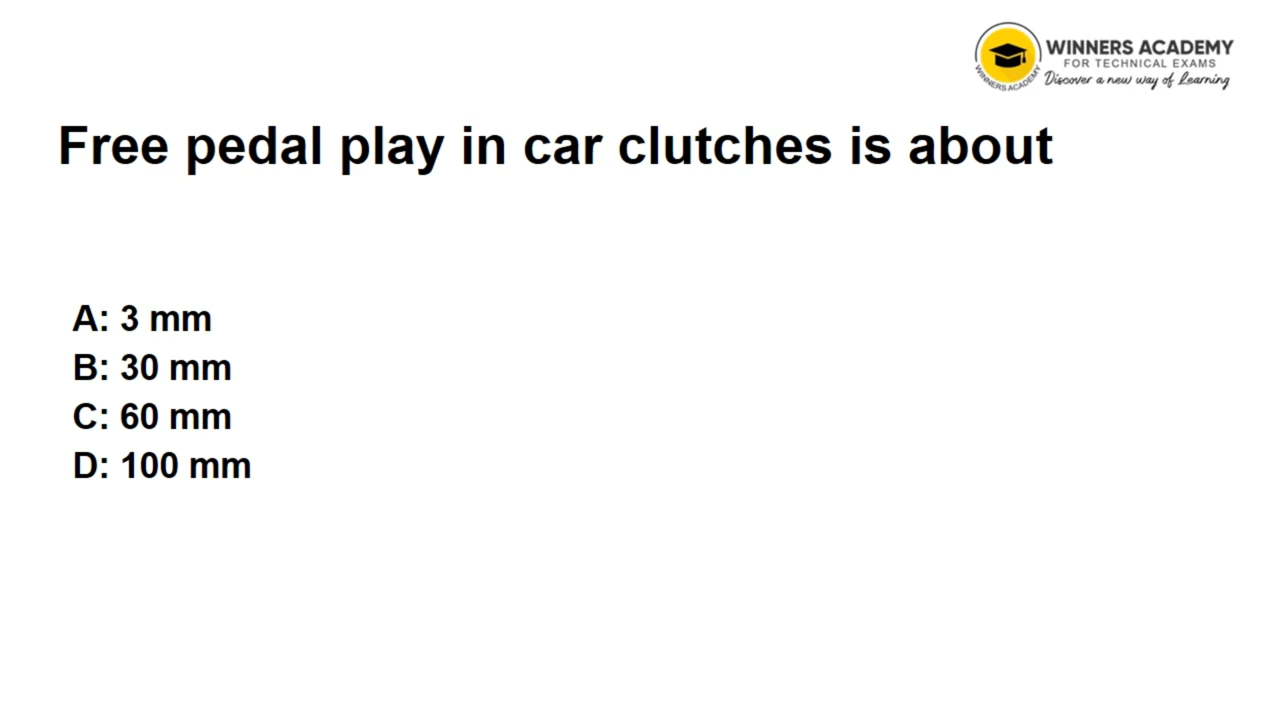 WINNERS ACADEMY
FOR TECHNICAL EXAMS
Discover a new way of Learning
WINNERS ACADEMY
Free pedal play in car clutches is about
A: 3 mm
B: 30 mm
C: 60 mm
D: 100 mm